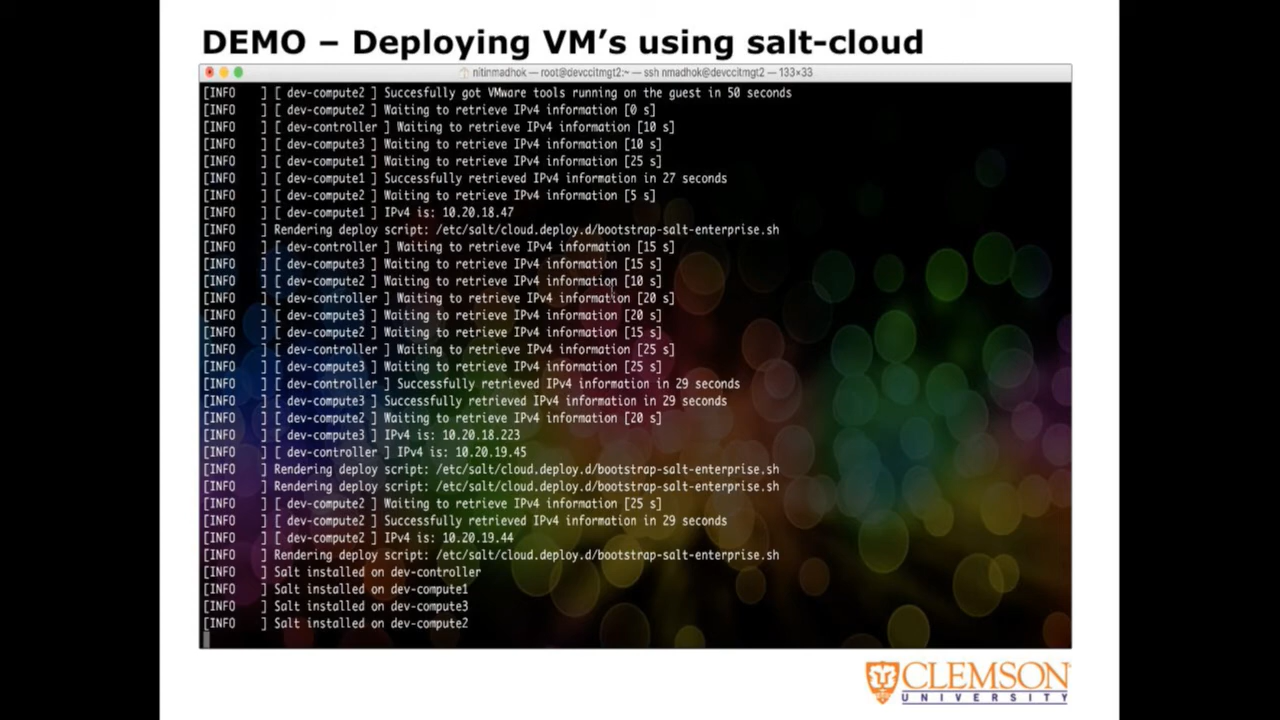 DEMO – Deploying VM's using salt-cloud
nitinmadhok — root@devccitmgt2:~ — ssh nmadhok@devccitmgt2 — 133×33
[INFO    ] [ dev-compute2 ] Succesfully got VMware tools running on the guest in 50 seconds
[INFO    ] [ dev-compute2 ] Waiting to retrieve IPv4 information [0 s]
[INFO    ] [ dev-controller ] Waiting to retrieve IPv4 information [10 s]
[INFO    ] [ dev-compute3 ] Waiting to retrieve IPv4 information [10 s]
[INFO    ] [ dev-compute1 ] Waiting to retrieve IPv4 information [25 s]
[INFO    ] [ dev-compute1 ] Successfully retrieved IPv4 information in 27 seconds
[INFO    ] [ dev-compute2 ] Waiting to retrieve IPv4 information [5 s]
[INFO    ] [ dev-compute1 ] IPv4 is: 10.20.18.47
[INFO    ] Rendering deploy script: /etc/salt/cloud.deploy.d/bootstrap-salt-enterprise.sh
[INFO    ] [ dev-controller ] Waiting to retrieve IPv4 information [15 s]
[INFO    ] [ dev-compute3 ] Waiting to retrieve IPv4 information [15 s]
[INFO    ] [ dev-compute2 ] Waiting to retrieve IPv4 information [10 s]
[INFO    ] [ dev-controller ] Waiting to retrieve IPv4 information [20 s]
[INFO    ] [ dev-compute3 ] Waiting to retrieve IPv4 information [20 s]
[INFO    ] [ dev-compute2 ] Waiting to retrieve IPv4 information [15 s]
[INFO    ] [ dev-controller ] Waiting to retrieve IPv4 information [25 s]
[INFO    ] [ dev-compute3 ] Waiting to retrieve IPv4 information [25 s]
[INFO    ] [ dev-controller ] Successfully retrieved IPv4 information in 29 seconds
[INFO    ] [ dev-compute3 ] Successfully retrieved IPv4 information in 29 seconds
[INFO    ] [ dev-compute2 ] Waiting to retrieve IPv4 information [20 s]
[INFO    ] [ dev-compute3 ] IPv4 is: 10.20.18.223
[INFO    ] [ dev-controller ] IPv4 is: 10.20.19.45
[INFO    ] Rendering deploy script: /etc/salt/cloud.deploy.d/bootstrap-salt-enterprise.sh
[INFO    ] Rendering deploy script: /etc/salt/cloud.deploy.d/bootstrap-salt-enterprise.sh
[INFO    ] [ dev-compute2 ] Waiting to retrieve IPv4 information [25 s]
[INFO    ] [ dev-compute2 ] Successfully retrieved IPv4 information in 29 seconds
[INFO    ] [ dev-compute2 ] IPv4 is: 10.20.19.44
[INFO    ] Rendering deploy script: /etc/salt/cloud.deploy.d/bootstrap-salt-enterprise.sh
[INFO    ] Salt installed on dev-controller
[INFO    ] Salt installed on dev-compute1
[INFO    ] Salt installed on dev-compute3
[INFO    ] Salt installed on dev-compute2
CLEMSON
UNIVERSITY